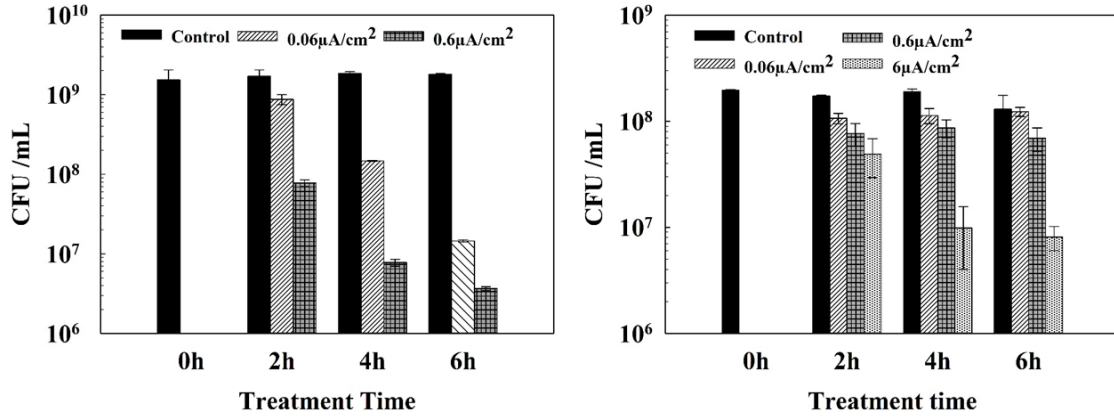 10¹⁰
Control 0.06µA/cm² 0.6µA/cm²
10⁹
10⁸
10⁷
10⁶
CFU /mL
0h 2h 4h 6h
Treatment Time
10⁹
Control 0.6µA/cm²
0.06µA/cm² 6µA/cm²
10⁸
10⁷
10⁶
CFU /mL
0h 2h 4h 6h
Treatment time